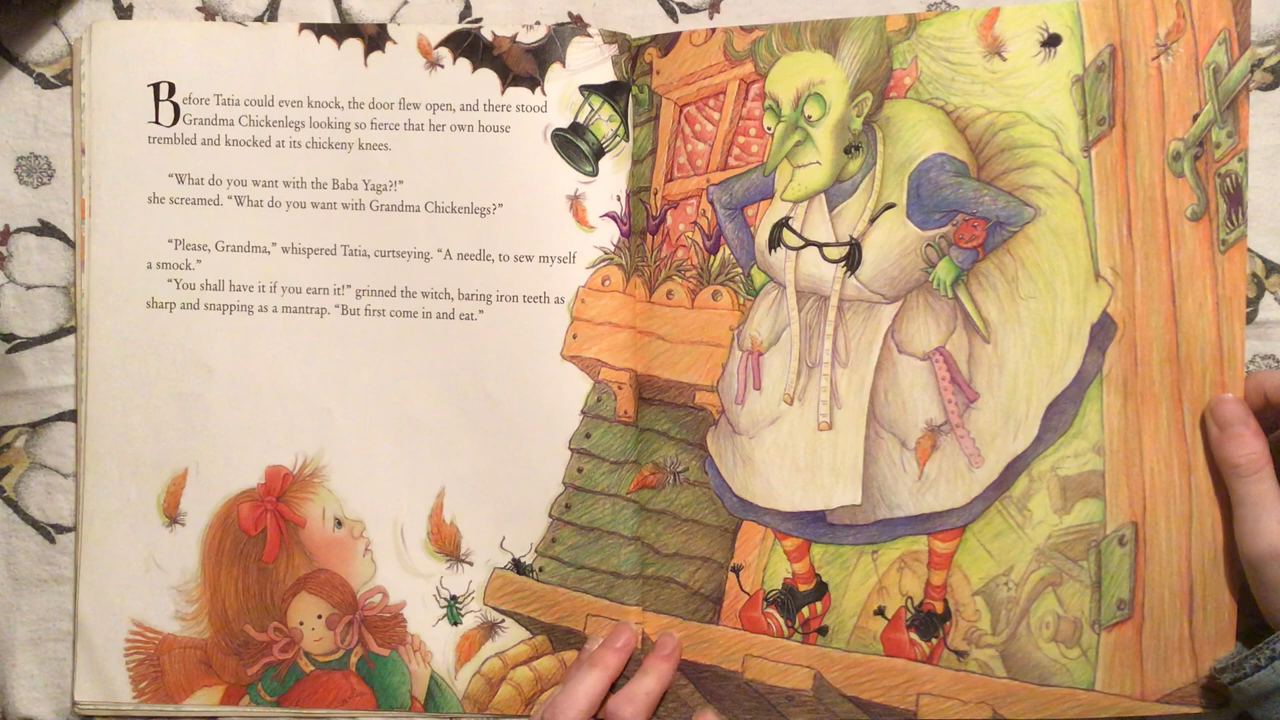 Before Tatia could even knock, the door flew open, and there stood
Grandma Chickenlegs looking so fierce that her own house
trembled and knocked at its chickeny knees.
“What do you want with the Baba Yaga?!”
she screamed. “What do you want with Grandma Chickenlegs?”
“Please, Grandma,” whispered Tatia, curtseying. “A needle, to sew myself
a smock.”
“You shall have it if you earn it!” grinned the witch, baring iron teeth as
sharp and snapping as a mantrap. “But first come in and eat.”